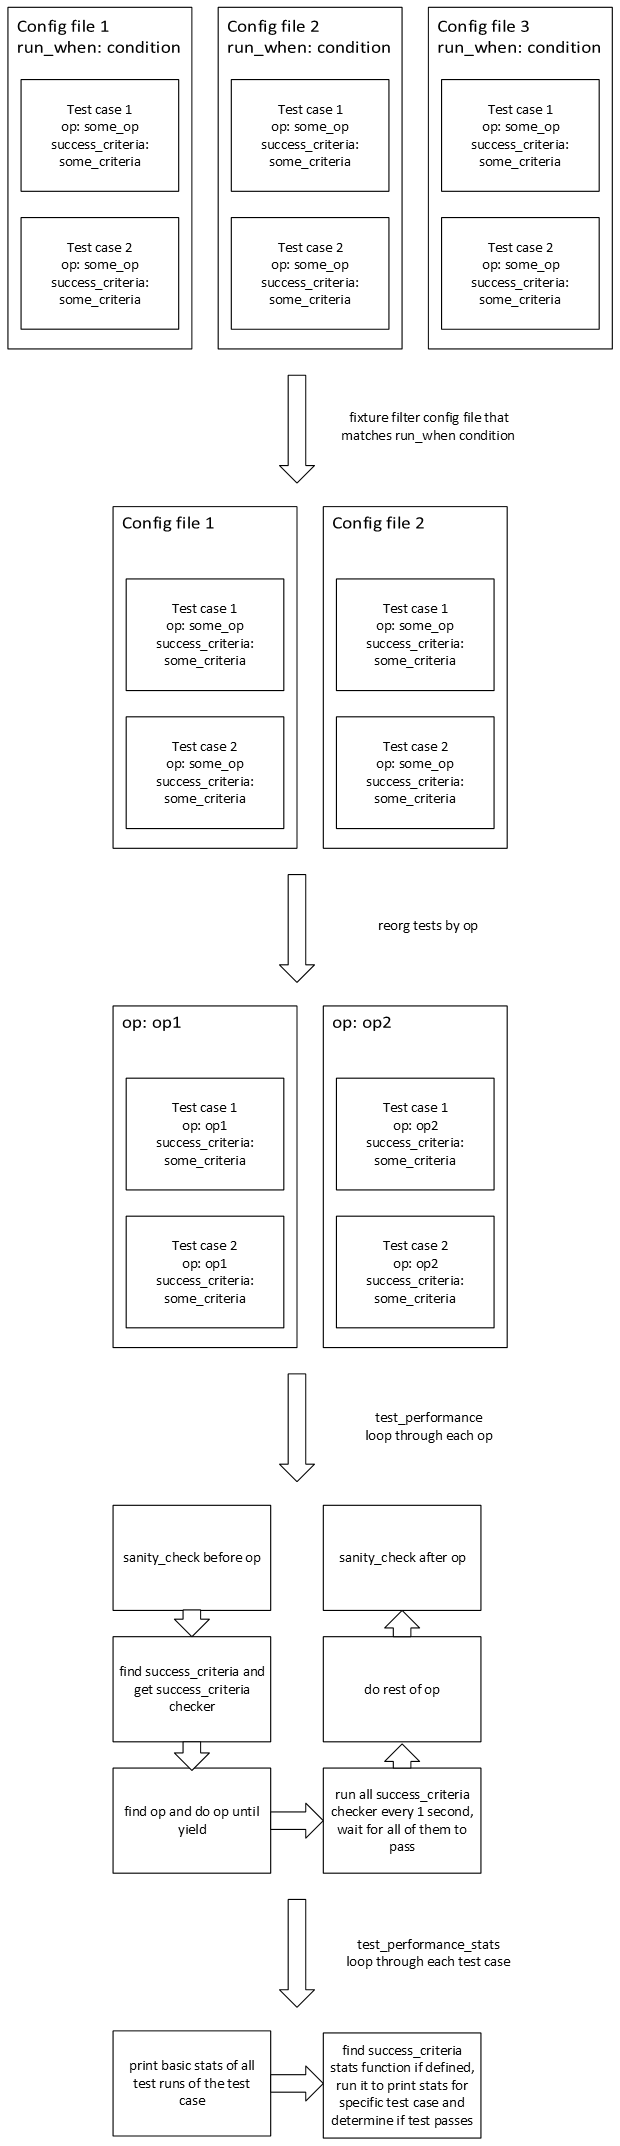 Config file 1
run_when: condition
Test case 1
op: some_op
success_criteria:
some_criteria
Test case 2
op: some_op
success_criteria:
some_criteria
Config file 2
run_when: condition
Test case 1
op: some_op
success_criteria:
some_criteria
Test case 2
op: some_op
success_criteria:
some_criteria
Config file 3
run_when: condition
Test case 1
op: some_op
success_criteria:
some_criteria
Test case 2
op: some_op
success_criteria:
some_criteria
fixture filter config file that
matches run_when condition
Config file 1
Test case 1
op: some_op
success_criteria:
some_criteria
Test case 2
op: some_op
success_criteria:
some_criteria
Config file 2
Test case 1
op: some_op
success_criteria:
some_criteria
Test case 2
op: some_op
success_criteria:
some_criteria
reorg tests by op
op: op1
Test case 1
op: op1
success_criteria:
some_criteria
Test case 2
op: op1
success_criteria:
some_criteria
op: op2
Test case 1
op: op2
success_criteria:
some_criteria
Test case 2
op: op2
success_criteria:
some_criteria
test_performance
loop through each op
sanity_check before op
find success_criteria and
get success_criteria
checker
find op and do op until
yield
run all success_criteria
checker every 1 second,
wait for all of them to
pass
do rest of op
sanity_check after op
test_performance_stats
loop through each test case
print basic stats of all
test runs of the test
case
find success_criteria
stats function if defined,
run it to print stats for
specific test case and
determine if test passes